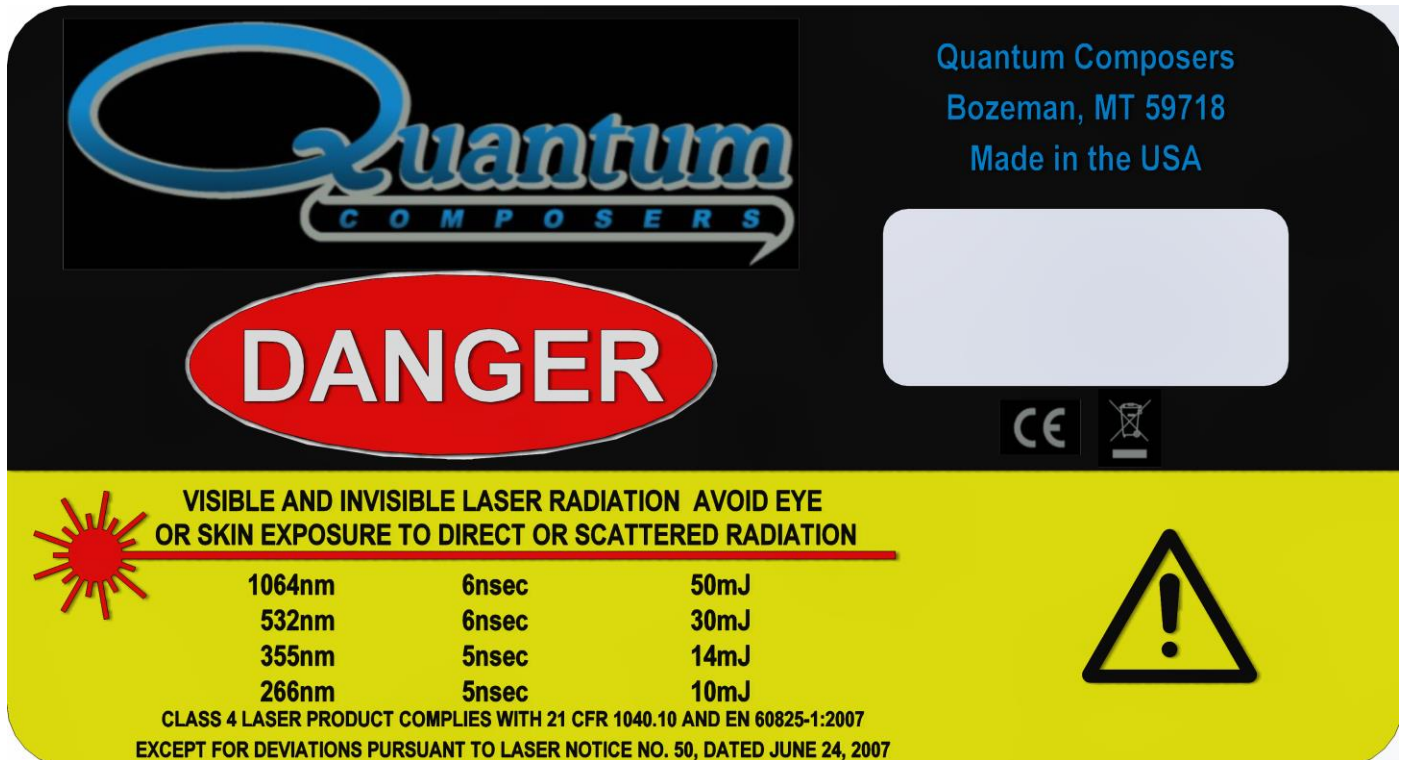 Quantum
COMPOSERS
Quantum Composers
Bozeman, MT 59718
Made in the USA
DANGER
CE
VISIBLE AND INVISIBLE LASER RADIATION AVOID EYE
OR SKIN EXPOSURE TO DIRECT OR SCATTERED RADIATION
1064nm 6nsec 50mJ
532nm 6nsec 30mJ
355nm 5nsec 14mJ
266nm 5nsec 10mJ
CLASS 4 LASER PRODUCT COMPLIES WITH 21 CFR 1040.10 AND EN 60825-1:2007
EXCEPT FOR DEVIATIONS PURSUANT TO LASER NOTICE NO. 50, DATED JUNE 24, 2007